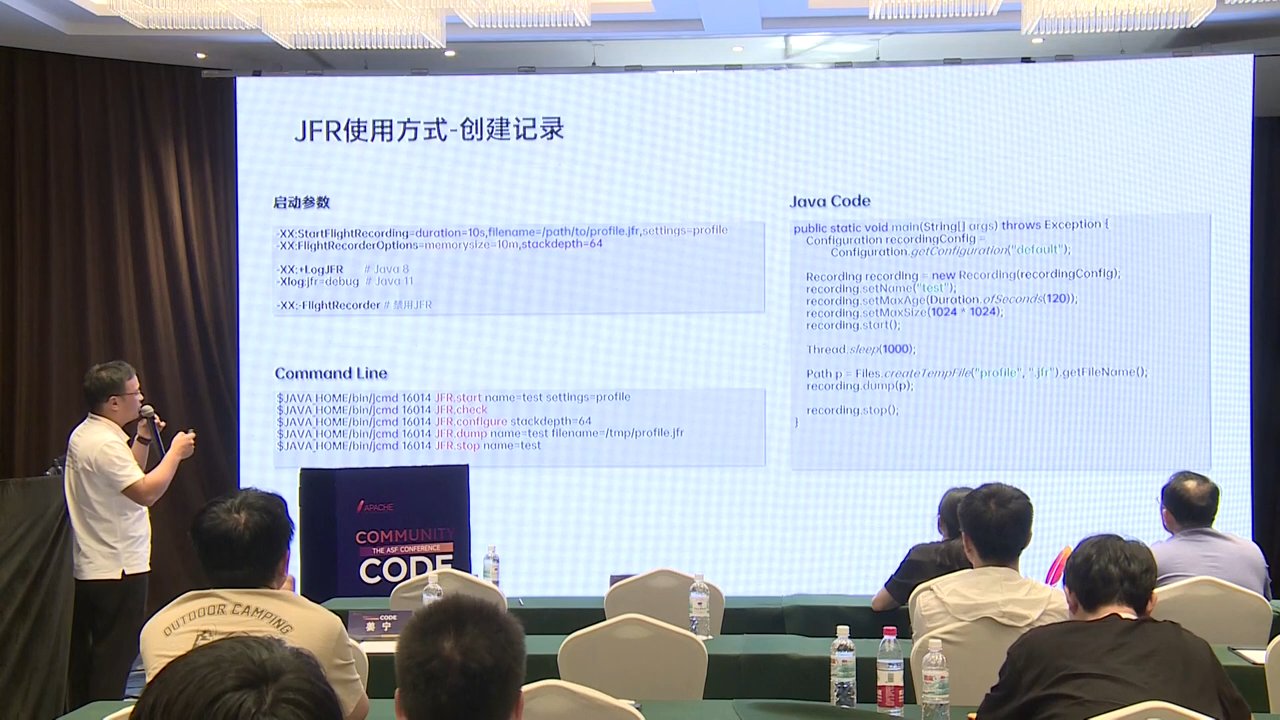 JFR使用方式-创建记录
启动参数
-XX:StartFlightRecording=duration=10s,filename=/path/to/profile.jfr,settings=profile
-XX:FlightRecorderOptions=memorysize=10m,stackdepth=64
-XX:+LogJFR # Java 8
-Xlog:jfr=debug # Java 11
-XX:-FlightRecorder # 禁用JFR
Command Line
$JAVA_HOME/bin/jcmd 16014 JFR.start name=test settings=profile
$JAVA_HOME/bin/jcmd 16014 JFR.check
$JAVA_HOME/bin/jcmd 16014 JFR.configure stackdepth=64
$JAVA_HOME/bin/jcmd 16014 JFR.dump name=test filename=/tmp/profile.jfr
$JAVA_HOME/bin/jcmd 16014 JFR.stop name=test
Java Code
public static void main(String[] args) throws Exception {
Configuration recordingConfig =
Configuration.getConfiguration("default");
Recording recording = new Recording(recordingConfig);
recording.setName("test");
recording.setMaxAge(Duration.ofSeconds(120));
recording.setMaxSize(1024 * 1024);
recording.start();
Thread.sleep(1000);
Path p = Files.createTempFile("profile", ".jfr").getFileName();
recording.dump(p);
recording.stop();
}
APACHE
COMMUNITY
THE ASF CONFERENCE
CODE
OUTDOOR CAMPING
CODE
姜 宁